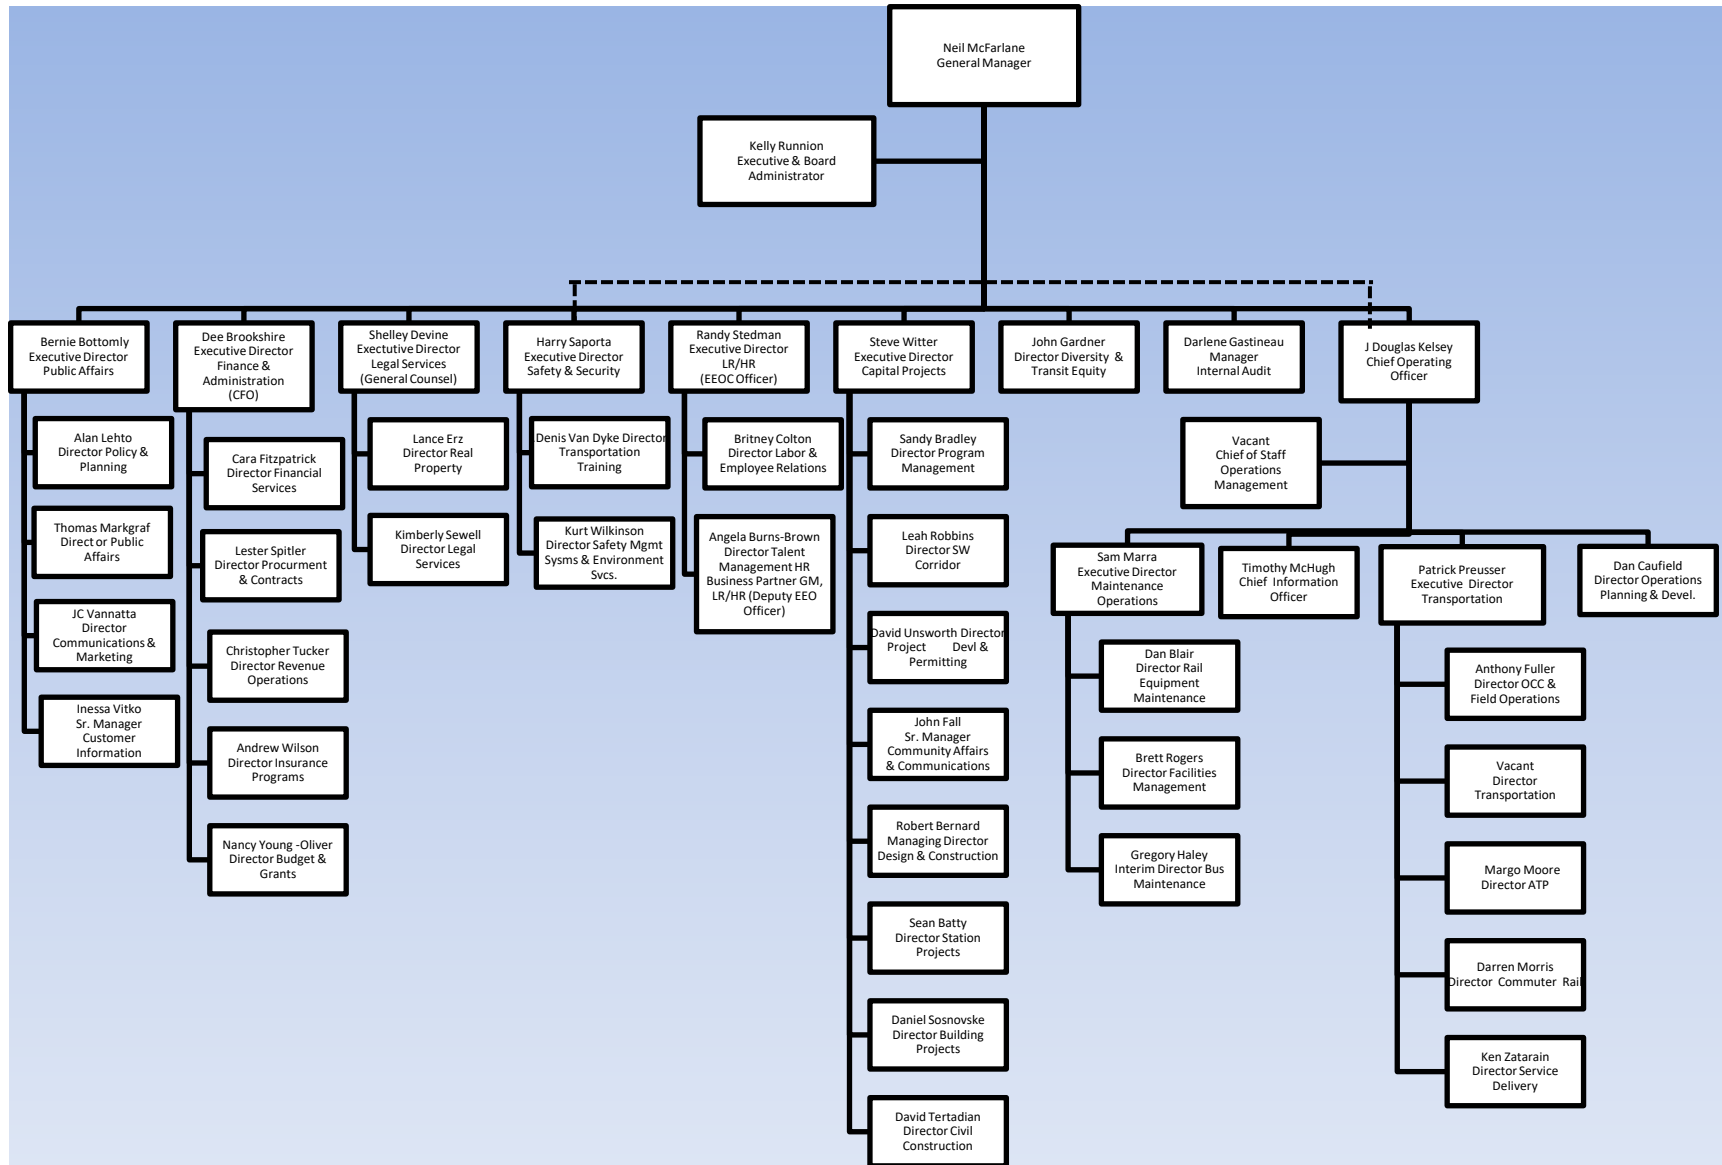 Neil McFarlane
General Manager
Kelly Runnion
Executive & Board
Administrator
Bernie Bottomly
Executive Director
Public Affairs
Dee Brookshire
Executive Director
Finance &
Administration
(CFO)
Shelley Devine
Exectutive Director
Legal Services
(General Counsel)
Harry Saporta
Executive Director
Safety & Security
Randy Stedman
Executive Director
LR/HR
(EEOC Officer)
Steve Witter
Executive Director
Capital Projects
John Gardner
Director Diversity &
Transit Equity
Darlene Gastineau
Manager
Internal Audit
J Douglas Kelsey
Chief Operating
Officer
Alan Lehto
Director Policy &
Planning
Thomas Markgraf
Direct or Public
Affairs
JC Vannatta
Director
Communications &
Marketing
Inessa Vitko
Sr. Manager
Customer
Information
Cara Fitzpatrick
Director Financial
Services
Lester Spitler
Director Procurment
& Contracts
Christopher Tucker
Director Revenue
Operations
Andrew Wilson
Director Insurance
Programs
Nancy Young -Oliver
Director Budget &
Grants
Lance Erz
Director Real
Property
Kimberly Sewell
Director Legal
Services
.Denis Van Dyke Director
Transportation
Training
Kurt Wilkinson
Director Safety Mgmt
Sysms & Environment
Svcs.
Britney Colton
Director Labor &
Employee Relations
Angela Burns-Brown
Director Talent
Management HR
Business Partner GM,
LR/HR (Deputy EEO
Officer)
Sandy Bradley
Director Program
Management
Leah Robbins
Director SW
Corridor
David Unsworth Director
Project Devl &
Permitting
John Fall
Sr. Manager
Community Affairs
& Communications
Robert Bernard
Managing Director
Design & Construction
Sean Batty
Director Station
Projects
Daniel Sosnovske
Director Building
Projects
David Tertadian
Director Civil
Construction
Vacant
Chief of Staff
Operations
Management
Sam Marra
Executive Director
Maintenance
Operations
Timothy McHugh
Chief Information
Officer
Patrick Preusser
Executive Director
Transportation
Dan Caufield
Director Operations
Planning & Devel.
Dan Blair
Director Rail
Equipment
Maintenance
Brett Rogers
Director Facilities
Management
Gregory Haley
Interim Director Bus
Maintenance
Anthony Fuller
Director OCC &
Field Operations
Vacant
Director
Transportation
Margo Moore
Director ATP
Darren Morris
Director Commuter Rail
Ken Zatarain
Director Service
Delivery